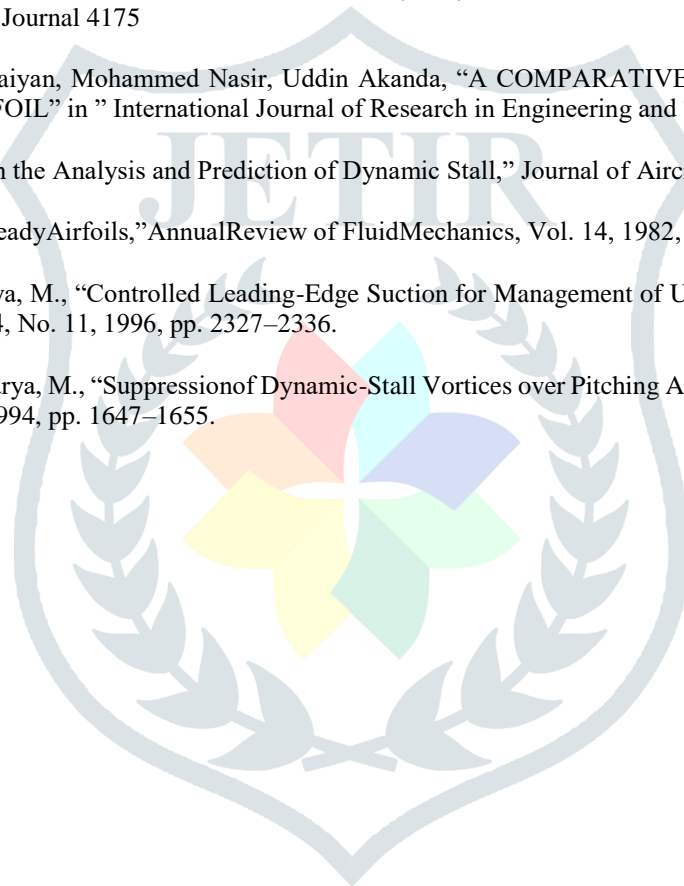 Journal 4175
aiyan, Mohammed Nasir, Uddin Akanda, “A COMPARATIVE
FOIL” in ” International Journal of Research in Engineering and
n the Analysis and Prediction of Dynamic Stall,” Journal of Airc
eadyAirfoils,”AnnualReview of FluidMechanics, Vol. 14, 1982,
ya, M., “Controlled Leading-Edge Suction for Management of U
4, No. 11, 1996, pp. 2327–2336.
arya, M., “Suppressionof Dynamic-Stall Vortices over Pitching A
1994, pp. 1647–1655.
JETIR